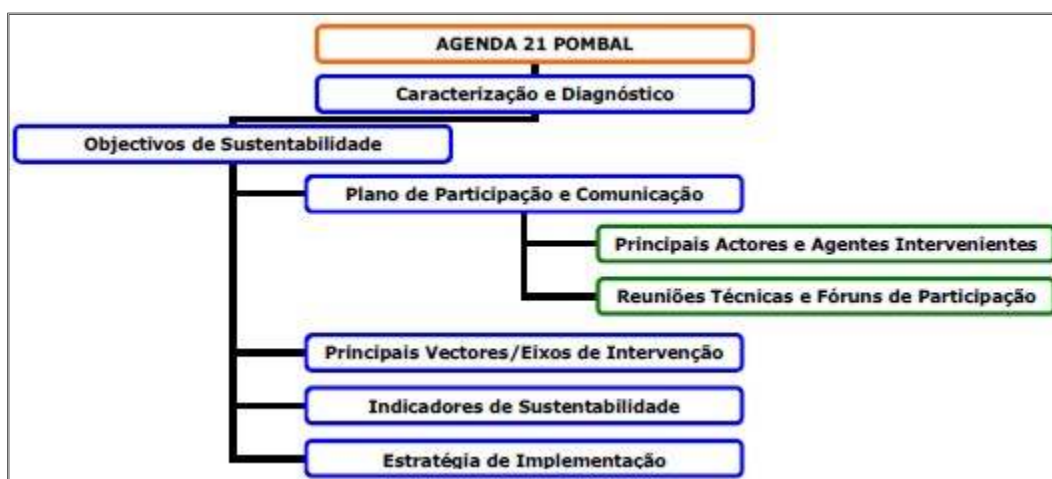 AGENDA 21 POMBAL
Caracterização e Diagnóstico
Objectivos de Sustentabilidade
Plano de Participação e Comunicação
Principais Actores e Agentes Intervenientes
Reuniões Técnicas e Fóruns de Participação
Principais Vectores/Eixos de Intervenção
Indicadores de Sustentabilidade
Estratégia de Implementação